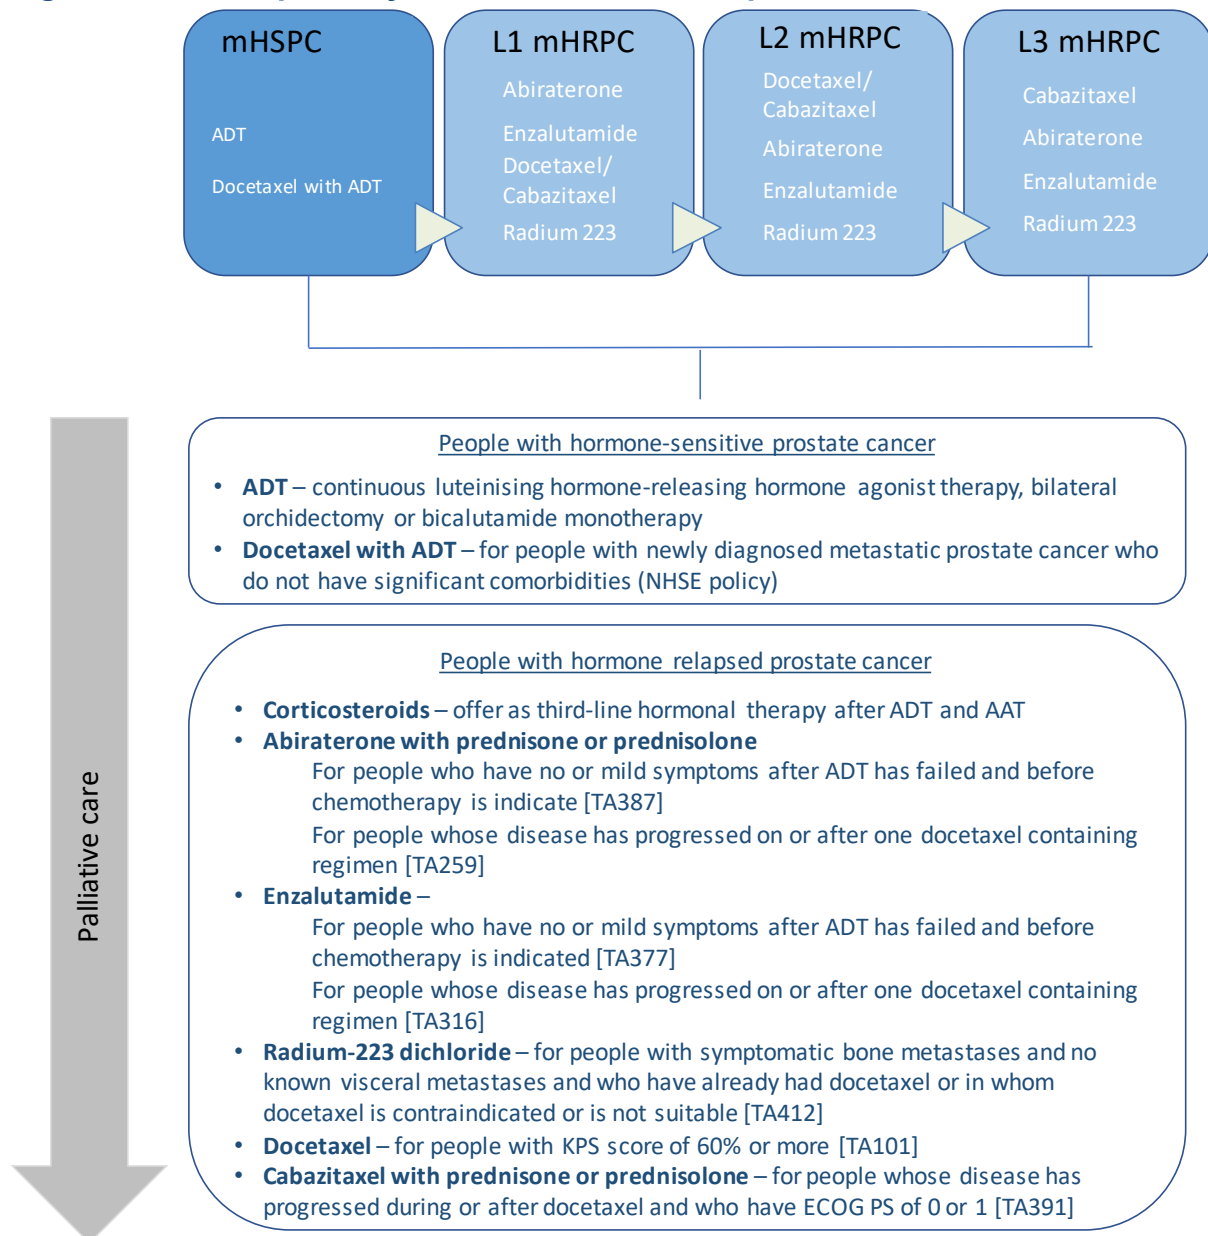 mHSPC
ADT
Docetaxel with ADT
L1 mHRPC
Abiraterone
Enzalutamide
Docetaxel/
Cabazitaxel
Radium 223
L2 mHRPC
Docetaxel/
Cabazitaxel
Abiraterone
Enzalutamide
Radium 223
L3 mHRPC
Cabazitaxel
Abiraterone
Enzalutamide
Radium 223
Palliative care
People with hormone-sensitive prostate cancer
• ADT – continuous luteinising hormone-releasing hormone agonist therapy, bilateral
orchidectomy or bicalutamide monotherapy
• Docetaxel with ADT – for people with newly diagnosed metastatic prostate cancer who
do not have significant comorbidities (NHSE policy)
People with hormone relapsed prostate cancer
• Corticosteroids – offer as third-line hormonal therapy after ADT and AAT
• Abiraterone with prednisone or prednisolone
For people who have no or mild symptoms after ADT has failed and before
chemotherapy is indicate [TA387]
For people whose disease has progressed on or after one docetaxel containing
regimen [TA259]
• Enzalutamide –
For people who have no or mild symptoms after ADT has failed and before
chemotherapy is indicated [TA377]
For people whose disease has progressed on or after one docetaxel containing
regimen [TA316]
• Radium-223 dichloride – for people with symptomatic bone metastases and no
known visceral metastases and who have already had docetaxel or in whom
docetaxel is contraindicated or is not suitable [TA412]
• Docetaxel – for people with KPS score of 60% or more [TA101]
• Cabazitaxel with prednisone or prednisolone – for people whose disease has
progressed during or after docetaxel and who have ECOG PS of 0 or 1 [TA391]